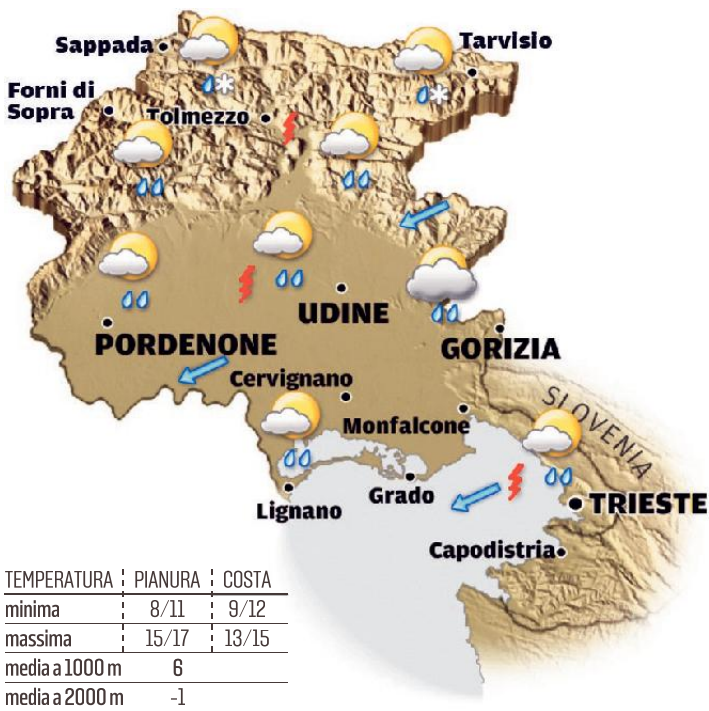 Sappada
Tarvisio
Forni di
Sopra
Tolmezzo
UDINE
PORDENONE
GORIZIA
Cervignano
SLOVENIA
Monfalcone
Lignano
Grado
TRIESTE
Capodistria
TEMPERATURA PIANURA COSTA
minima 8/11 9/12
massima 15/17 13/15
media a 1000 m 6
media a 2000 m -1